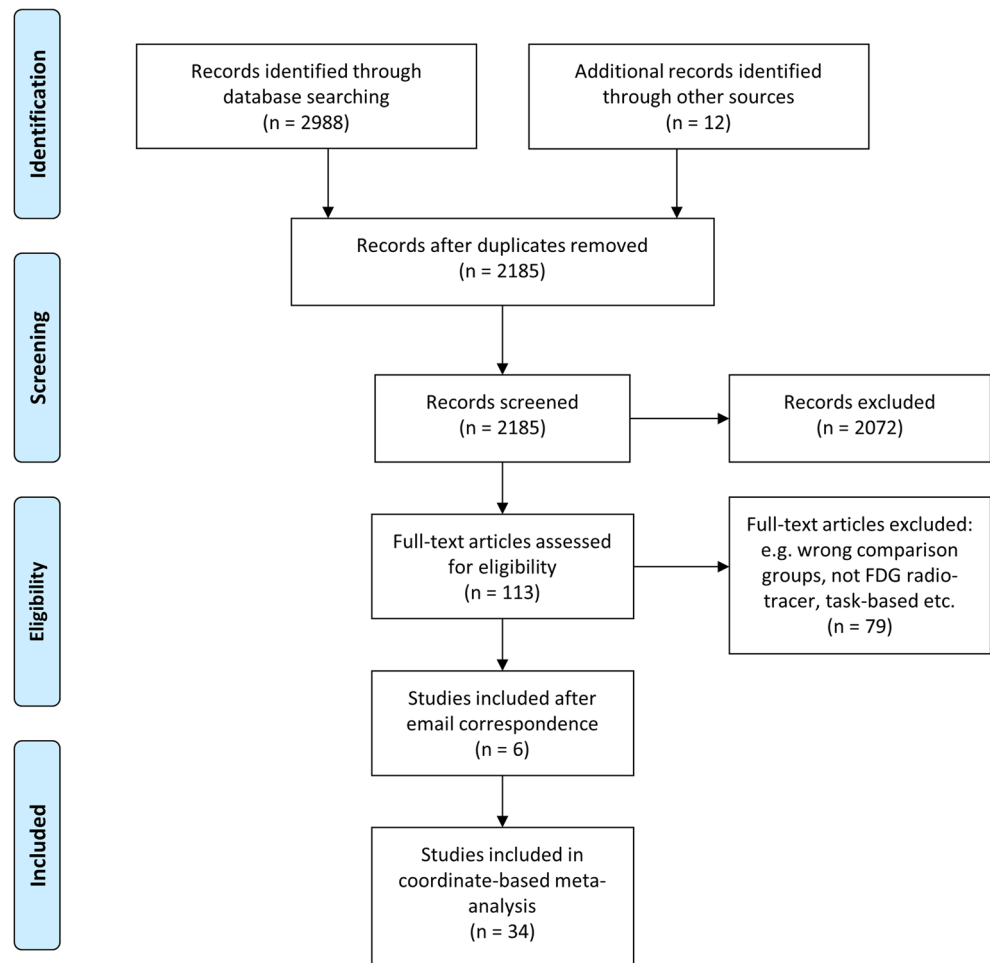 Identification
Records identified through
database searching
(n = 2988)
Additional records identified
through other sources
(n = 12)
Records after duplicates removed
(n = 2185)
Screening
Records screened
(n = 2185)
Records excluded
(n = 2072)
Eligibility
Full-text articles assessed
for eligibility
(n = 113)
Full-text articles excluded:
e.g. wrong comparison
groups, not FDG radio-
tracer, task-based etc.
(n = 79)
Studies included after
email correspondence
(n = 6)
Included
Studies included in
coordinate-based meta-
analysis
(n = 34)